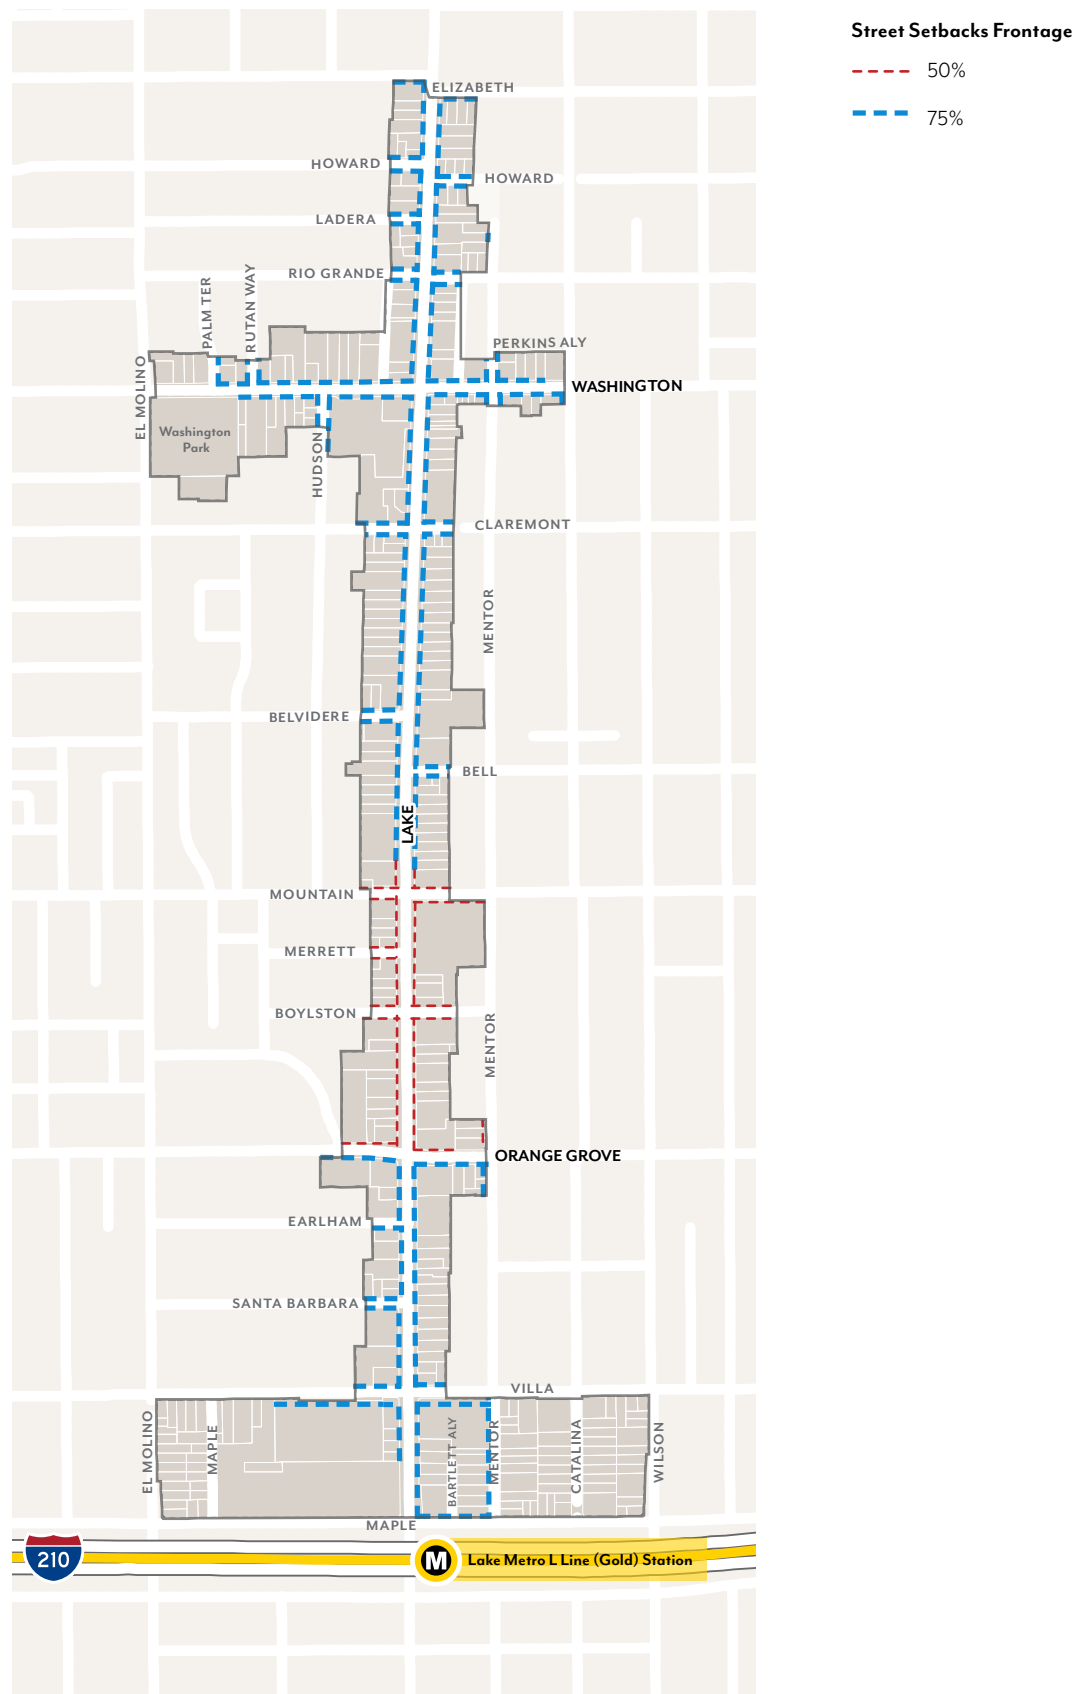 Street Setbacks Frontage
50%
75%
ELIZABETH
HOWARD
HOWARD
LADERA
RIO GRANDE
PALM TER
RUTAN WAY
PERKINS ALY
EL MOLINO
WASHINGTON
Washington
Park
HUDSON
CLAREMONT
MENTOR
BELVIDERE
BELL
LAKE
MOUNTAIN
MERRETT
BOYLSTON
MENTOR
ORANGE GROVE
EARLHAM
SANTA BARBARA
VILLA
EL MOLINO
MAPLE
BARTLETT ALY
MENTOR
CATALINA
WILSON
MAPLE
210
M
Lake Metro L Line (Gold) Station